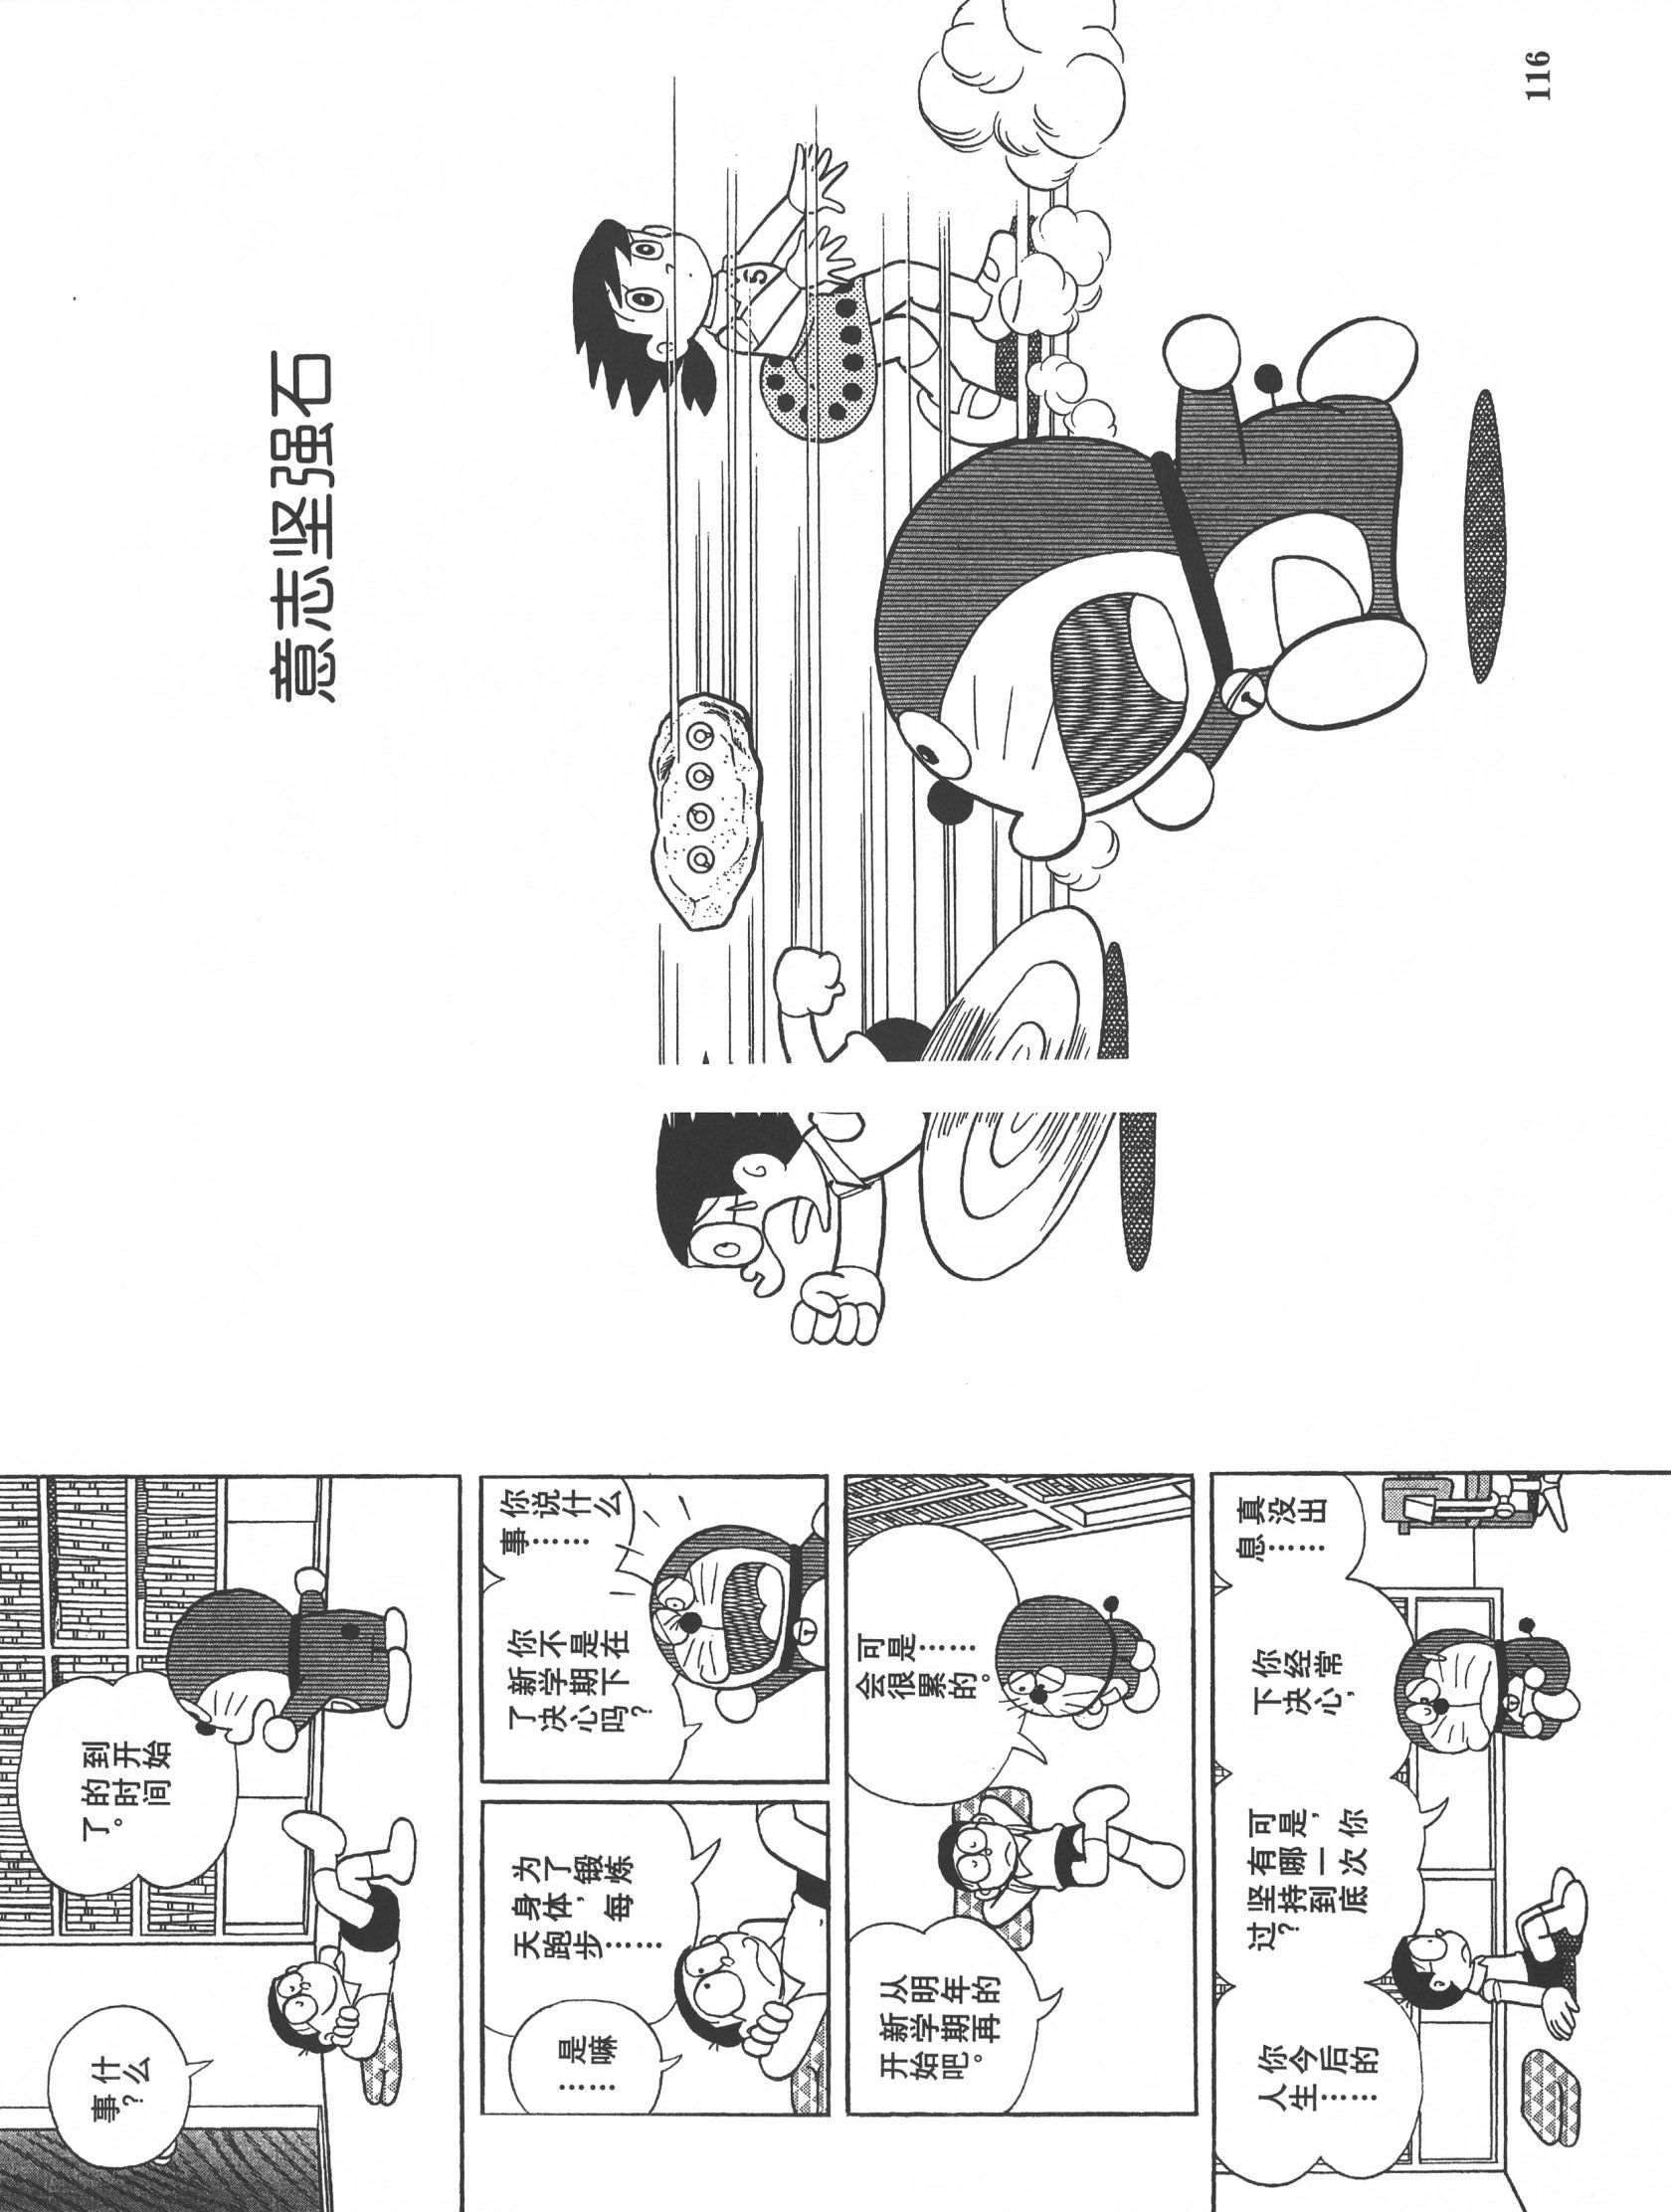 意志坚强石
116
到开始
的时间
了。
什么
事?
你说什么
事……
你不是在
新学期下
了决心吗?
为了锻炼
身体,每
天跑步……
是嘛
……
可是……
会很累的。
从明年的
新学期再
开始吧。
真没出
息……
你经常
下决心,
可是,你
有哪一次
坚持到底
过?
你今后的
人生……